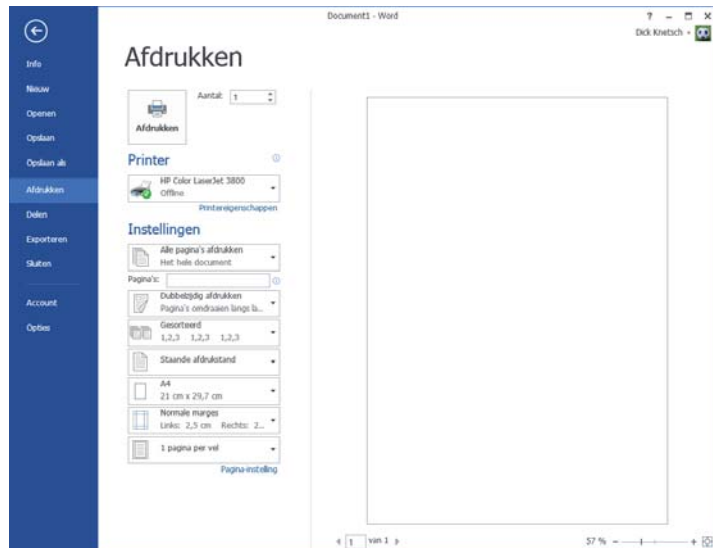 Document1 - Word
?
Dick Knetsch
Info
Nieuw
Openen
Opslaan
Opslaan als
Afdrukken
Delen
Exporteren
Sluiten
Account
Opties
Afdrukken
Aantal: 1
Afdrukken
Printer
HP Color LaserJet 3800
Offline
Printereigenschappen
Instellingen
Alle pagina's afdrukken
Het hele document
Pagina's:
Dubbelzijdig afdrukken
Pagina's omdraaien langs la...
Gesorteerd
1,2,3 1,2,3 1,2,3
Staande afdrukstand
A4
21 cm x 29,7 cm
Normale marges
Links: 2,5 cm Rechts: 2...
1 pagina per vel
Pagina-instelling
1 van 1
57 %